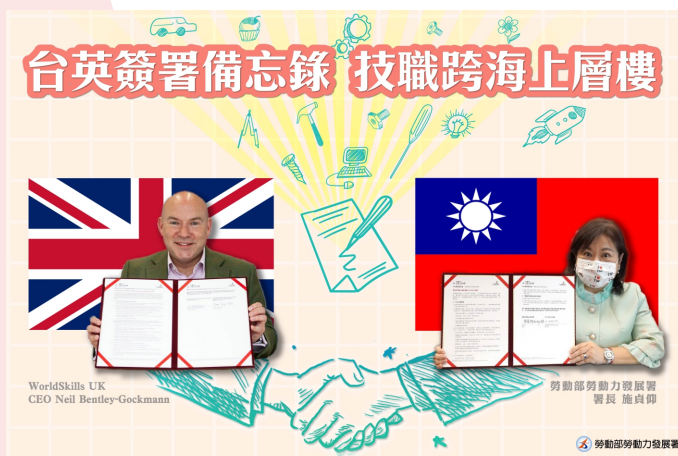 台英簽署備忘錄 技職跨海上層樓
WorldSkills UK
CEO Neil Bentley-Gockmann
勞動部勞動力發展署
署長 施貞仰
勞動部勞動力發展署